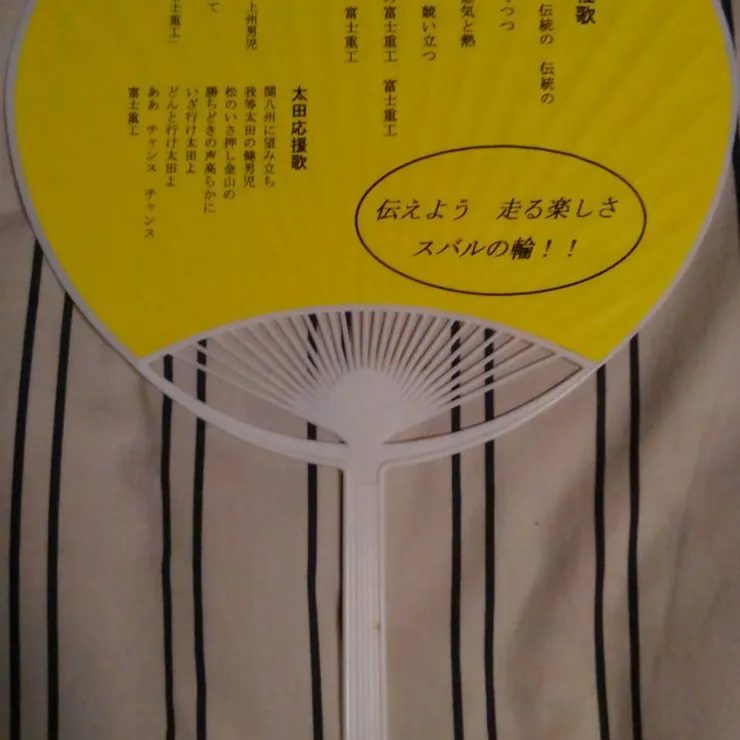 援歌
伝統の 伝統の
つつ
意気と熱
競い立つ
の富士重工 富士重工
富士重工
上州男児
て
士重工」
太田応援歌
関八州に望み立ち
我等太田の健男児
松のいさ押し金山の
勝ちどきの声高らかに
いざ行け太田よ
どんと行け太田よ
ああ チャンス チャンス
富士重工
伝えよう 走る楽しさ
スバルの輪！！